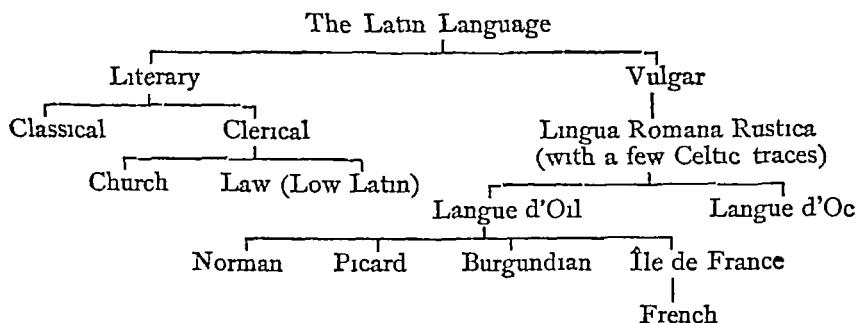 The Latin Language
Literary Vulgar
Classical Clerical Lingua Romana Rustica
(with a few Celtic traces)
Church Law (Low Latin)
Langue d'Oil Langue d'Oc
Norman Picard Burgundian Île de France
French